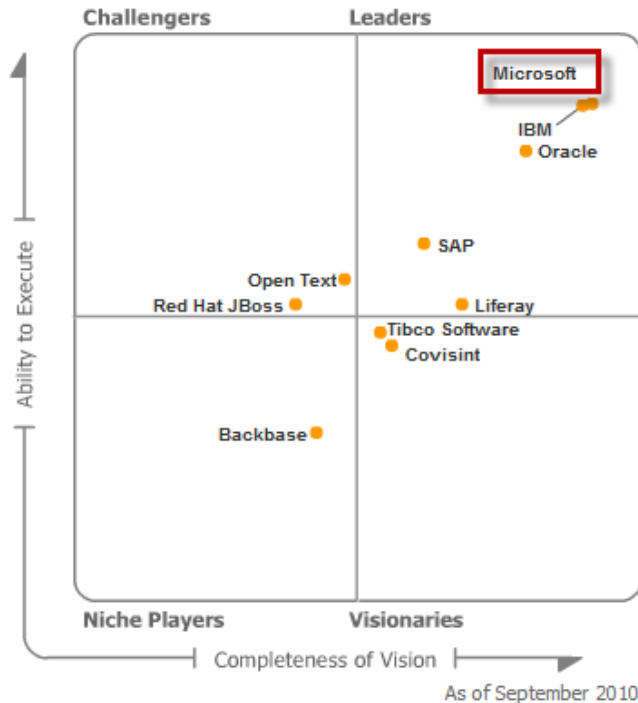 Challengers
Leaders
Microsoft
IBM
Oracle
SAP
Open Text
Red Hat JBoss
Liferay
Tibco Software
Covisint
Backbase
Ability to Execute
Niche Players
Visionaries
Completeness of Vision
As of September 2010